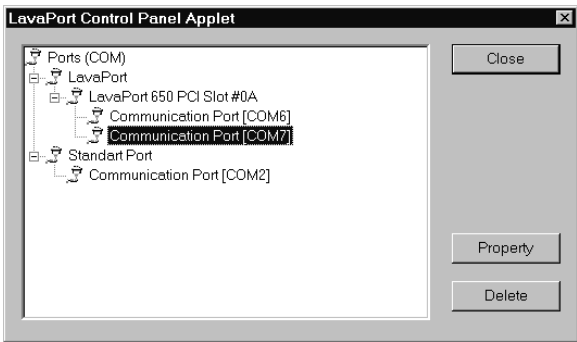 LavaPort Control Panel Applet
Ports (COM)
LavaPort
LavaPort 650 PCI Slot #0A
Communication Port [COM6]
Communication Port [COM7]
Standart Port
Communication Port [COM2]
Close
Property
Delete